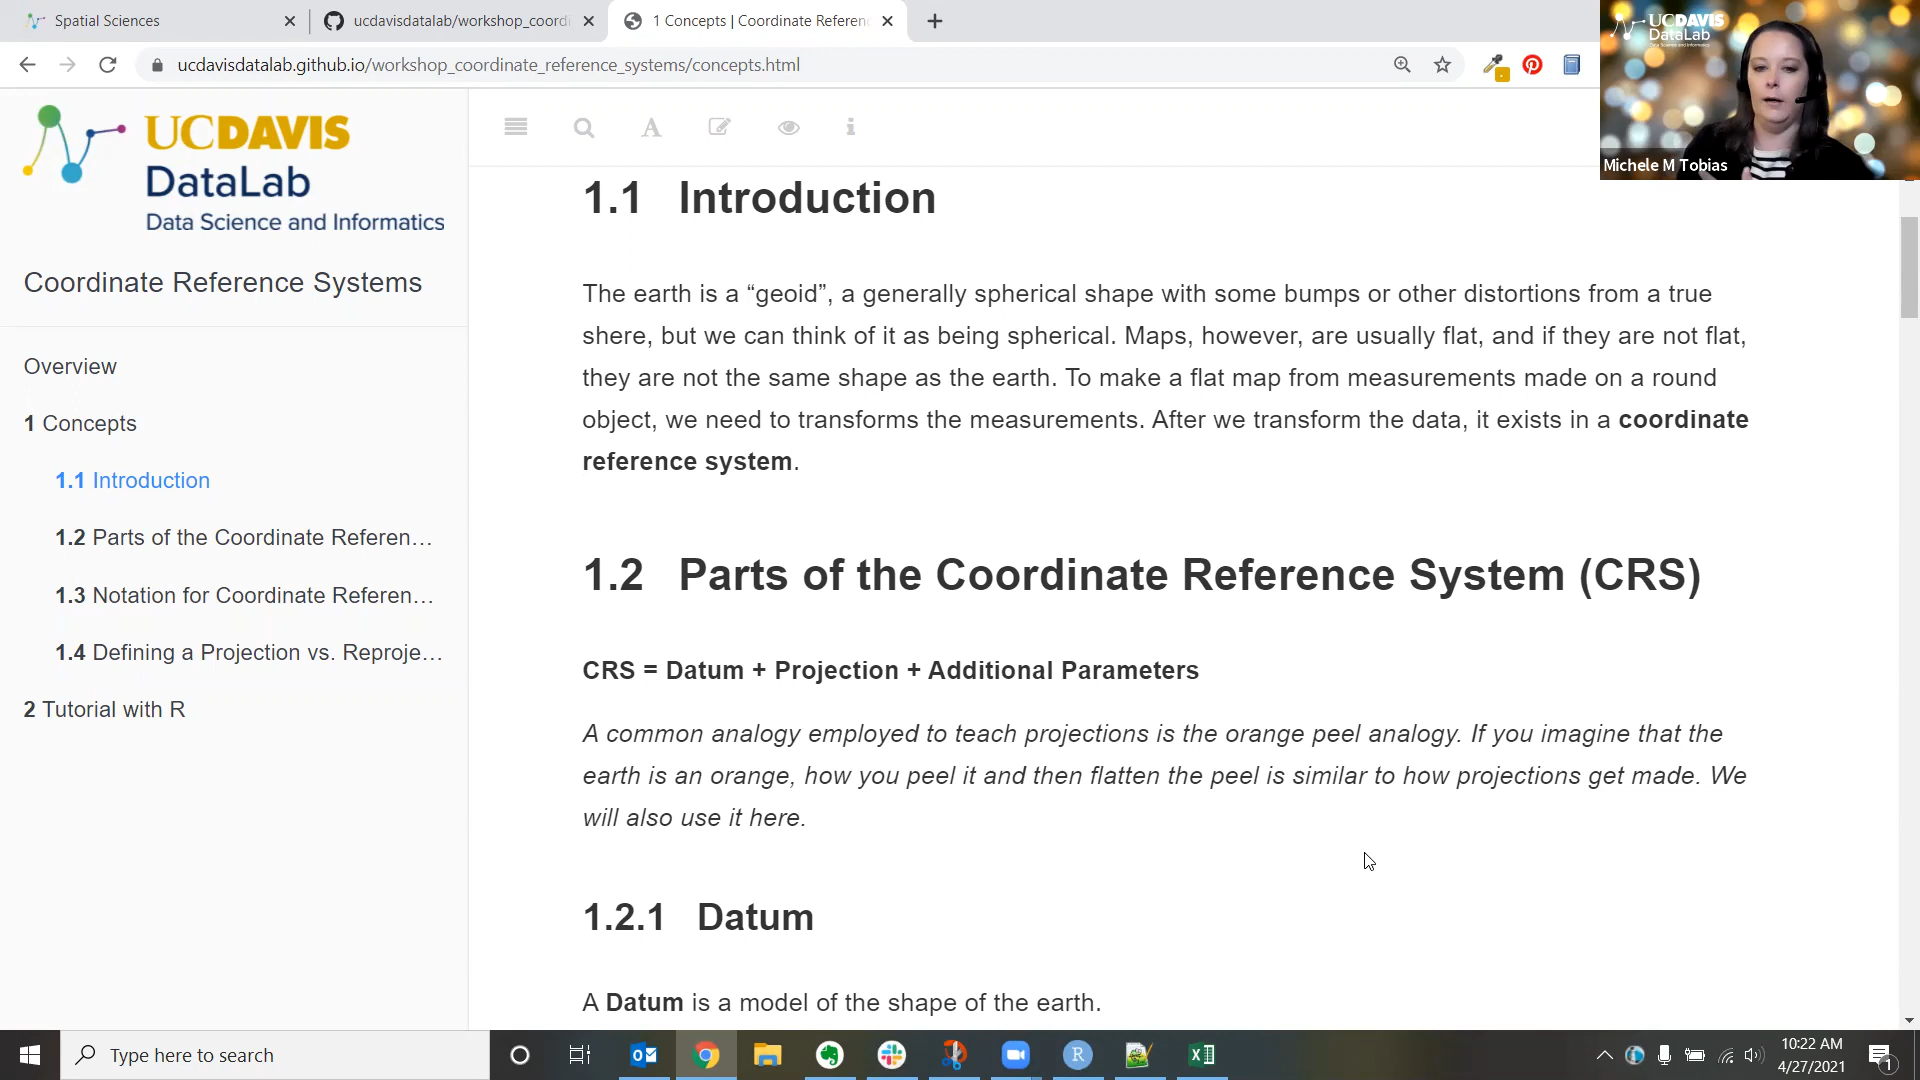 Spatial Sciences
ucdavisdatalab/workshop_coordi
1 Concepts | Coordinate Referenc
ucdavisdatalab.github.io/workshop_coordinate_reference_systems/concepts.html
UCDAVIS
DataLab
Data Science and Informatics
Michele M Tobias
UCDAVIS
DataLab
Data Science and Informatics
Coordinate Reference Systems
Overview
1 Concepts
1.1 Introduction
1.2 Parts of the Coordinate Referen…
1.3 Notation for Coordinate Referen…
1.4 Defining a Projection vs. Reproje…
2 Tutorial with R
1.1 Introduction
The earth is a “geoid”, a generally spherical shape with some bumps or other distortions from a true
shere, but we can think of it as being spherical. Maps, however, are usually flat, and if they are not flat,
they are not the same shape as the earth. To make a flat map from measurements made on a round
object, we need to transforms the measurements. After we transform the data, it exists in a coordinate
reference system.
1.2 Parts of the Coordinate Reference System (CRS)
CRS = Datum + Projection + Additional Parameters
A common analogy employed to teach projections is the orange peel analogy. If you imagine that the
earth is an orange, how you peel it and then flatten the peel is similar to how projections get made. We
will also use it here.
1.2.1 Datum
A Datum is a model of the shape of the earth.
Type here to search
10:22 AM
4/27/2021
1